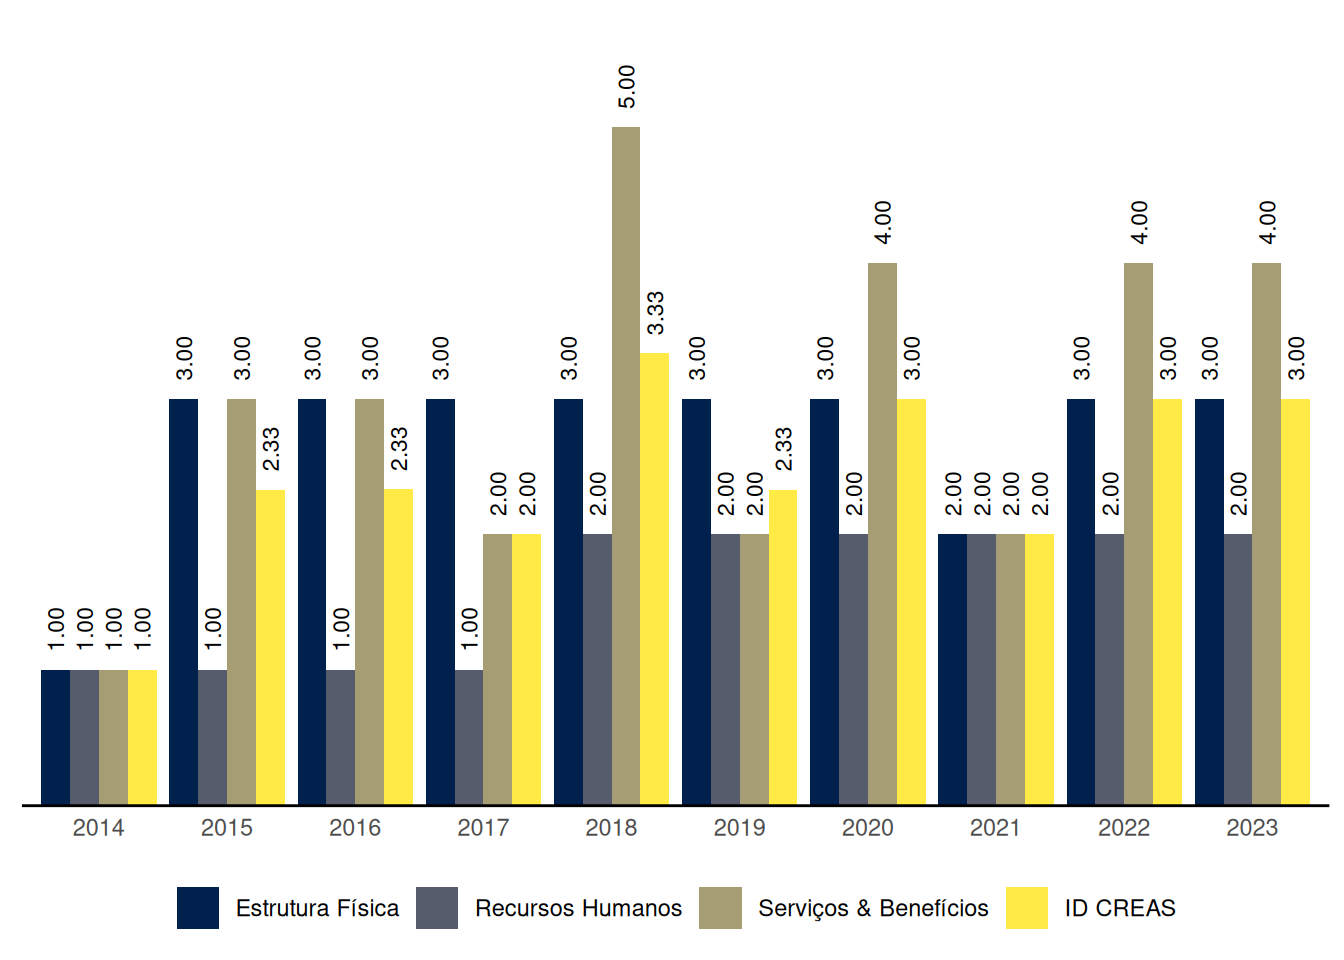 5.00
4.00 4.00 4.00
3.33
3.00 3.00 3.00 3.00 3.00 3.00 3.00 3.00 3.00 3.00 3.00 3.00 3.00
2.33 2.33 2.33
2.00 2.00 2.00 2.00 2.00 2.00 2.00 2.00 2.00 2.00 2.00 2.00
1.00 1.00 1.00 1.00 1.00 1.00 1.00
2014 2015 2016 2017 2018 2019 2020 2021 2022 2023
Estrutura Física Recursos Humanos Serviços & Benefícios ID CREAS